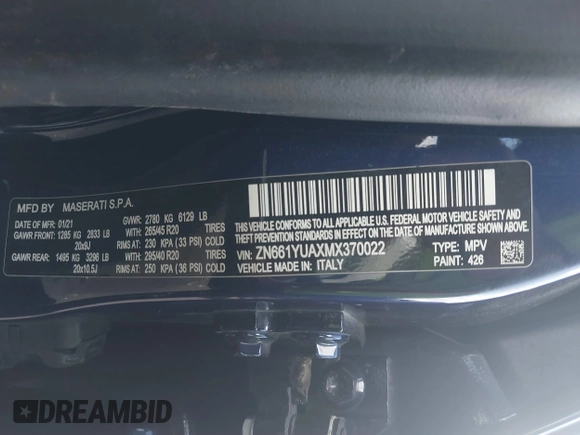 MFD BY MASERATI S.P.A.
DATE OF MFR: 01/21 GVWR: 2780 KG 6129 LB
GAWR FRONT: 1285 KG 2833 LB WITH: 265/45 R20 TIRES
20x9J RIMS AT: 230 KPA (33 PSI) COLD
GAWR REAR: 1495 KG 3296 LB WITH: 295/40 R20 TIRES
20x10.5J RIMS AT: 250 KPA (36 PSI) COLD
THIS VEHICLE CONFORMS TO ALL APPLICABLE U.S. FEDERAL MOTOR VEHICLE SAFETY, BUMPER AND
THEFT PREVENTION STANDARDS IN EFFECT ON THE DATE OF MANUFACTURE SHOWN ABOVE.
VIN: ZN661YUAXMX370022 TYPE: MPV
MADE IN: ITALY PAINT: 426
DREAMBID